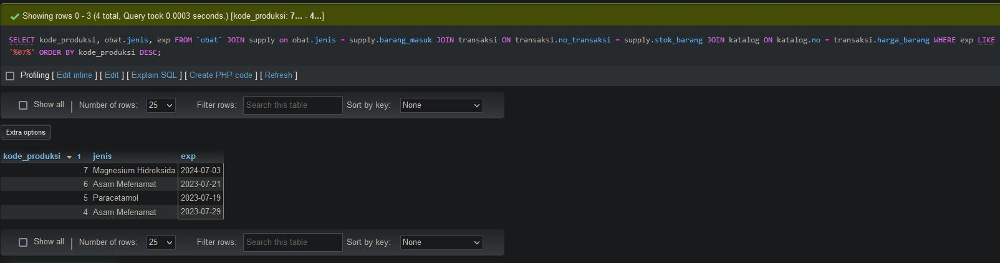 Showing rows 0 - 3 (4 total, Query took 0.0003 seconds.) [kode_produksi: 7... - 4...]
SELECT kode_produksi, obat.jenis, exp FROM `obat` JOIN supply on obat.jenis = supply.barang_masuk JOIN transaksi ON transaksi.no_transaksi = supply.stok_barang JOIN katalog ON katalog.no = transaksi.harga_barang WHERE exp LIKE
'%07%' ORDER BY kode_produksi DESC;
Profiling [ Edit inline ] [ Edit ] [ Explain SQL ] [ Create PHP code ] [ Refresh ]
Show all | Number of rows: 25 Filter rows: Search this table Sort by key: None
Extra options
kode_produksi 1 jenis exp
7 Magnesium Hidroksida 2024-07-03
6 Asam Mefenamat 2023-07-21
5 Paracetamol 2023-07-19
4 Asam Mefenamat 2023-07-29
Show all | Number of rows: 25 Filter rows: Search this table Sort by key: None